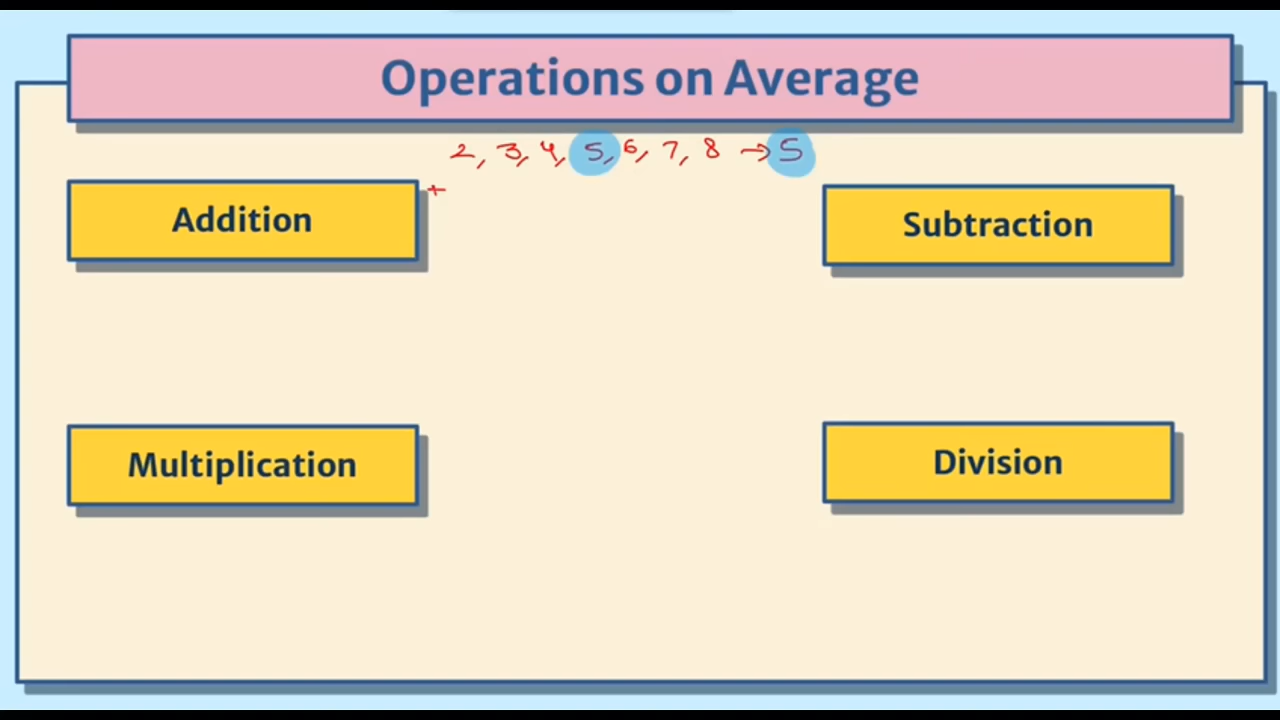 Operations on Average
2, 3, 4, 5, 6, 7, 8 → 5
+
Addition
Subtraction
Multiplication
Division